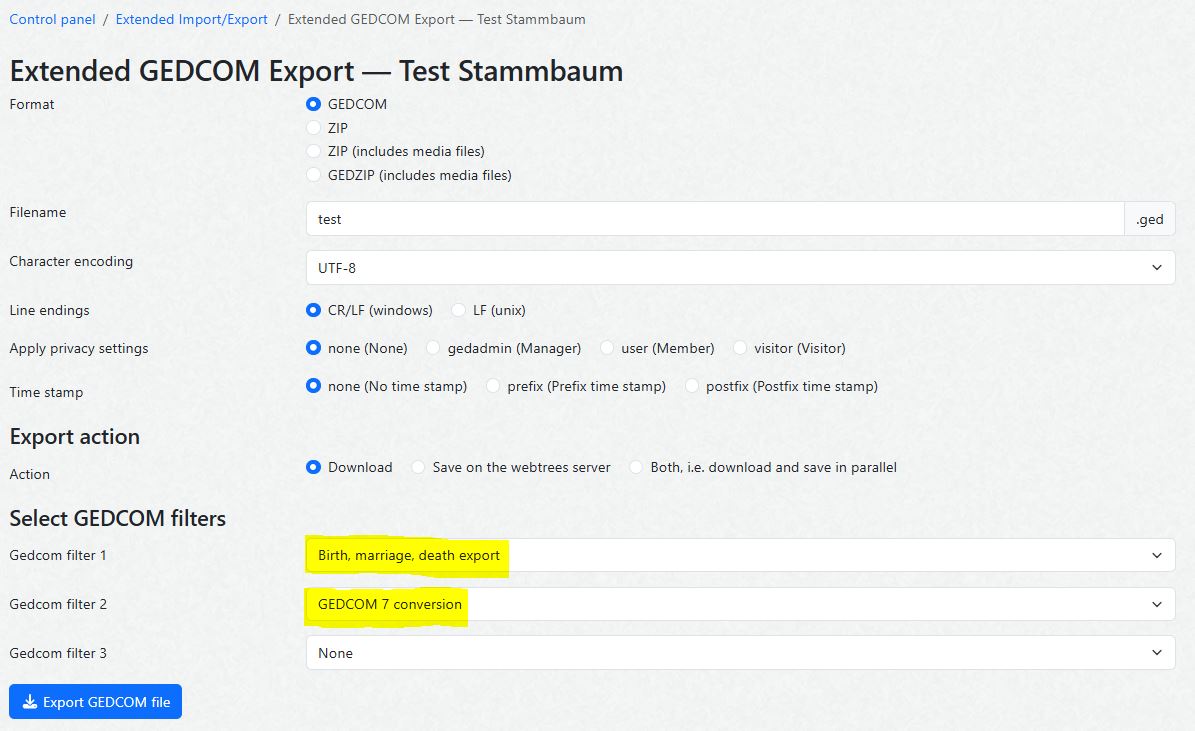 Control panel / Extended Import/Export / Extended GEDCOM Export — Test Stammbaum
Extended GEDCOM Export — Test Stammbaum
Format
GEDCOM
ZIP
ZIP (includes media files)
GEDZIP (includes media files)
Filename
test .ged
Character encoding
UTF-8
Line endings
CR/LF (windows) LF (unix)
Apply privacy settings
none (None) gedadmin (Manager) user (Member) visitor (Visitor)
Time stamp
none (No time stamp) prefix (Prefix time stamp) postfix (Postfix time stamp)
Export action
Action
Download Save on the webtrees server Both, i.e. download and save in parallel
Select GEDCOM filters
Gedcom filter 1
Birth, marriage, death export
Gedcom filter 2
GEDCOM 7 conversion
Gedcom filter 3
None
Export GEDCOM file